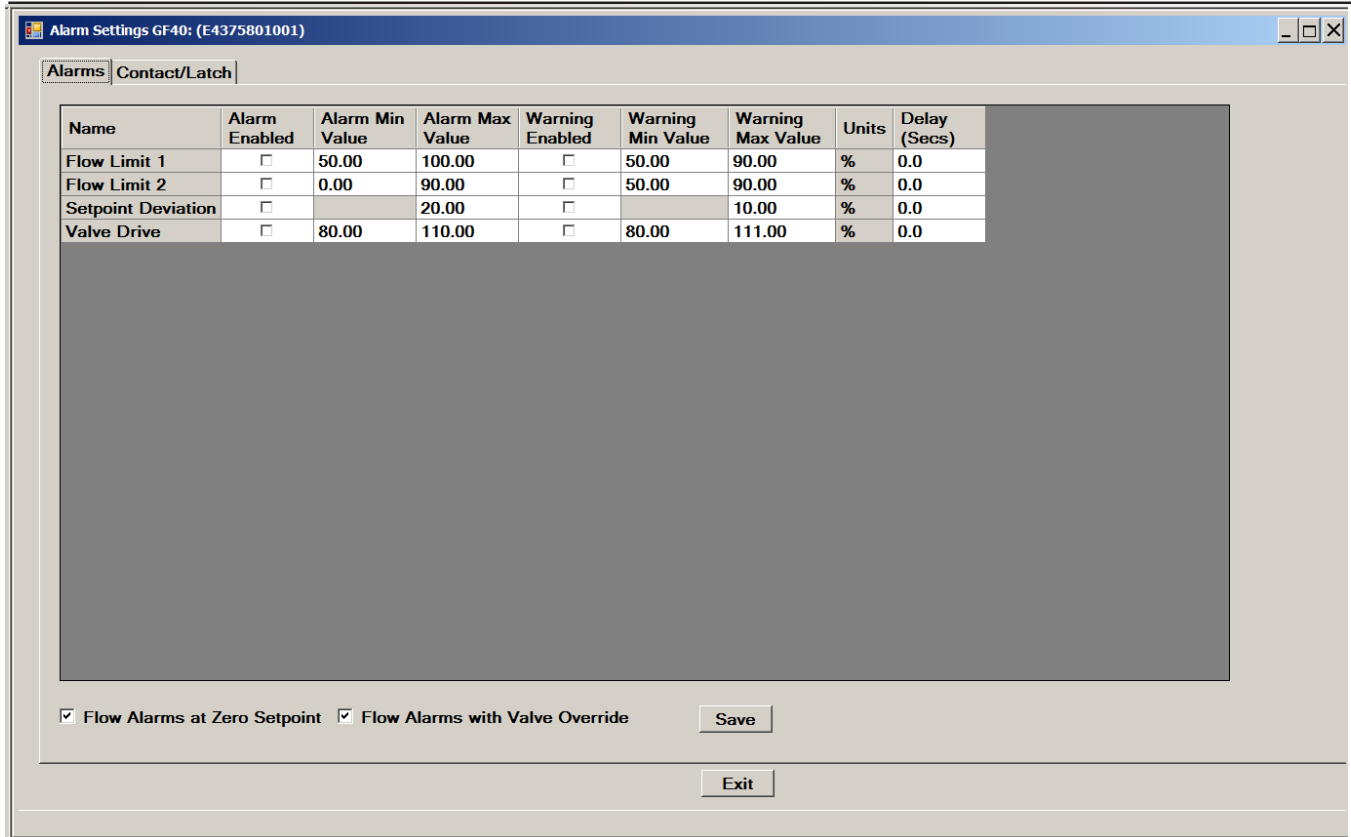 Alarm Settings GF40: (E4375801001)
Alarms Contact/Latch
Name Alarm Enabled Alarm Min Value Alarm Max Value Warning Enabled Warning Min Value Warning Max Value Units Delay (Secs)
Flow Limit 1 50.00 100.00 50.00 90.00 % 0.0
Flow Limit 2 0.00 90.00 50.00 90.00 % 0.0
Setpoint Deviation 20.00 10.00 % 0.0
Valve Drive 80.00 110.00 80.00 111.00 % 0.0
Flow Alarms at Zero Setpoint Flow Alarms with Valve Override Save
Exit